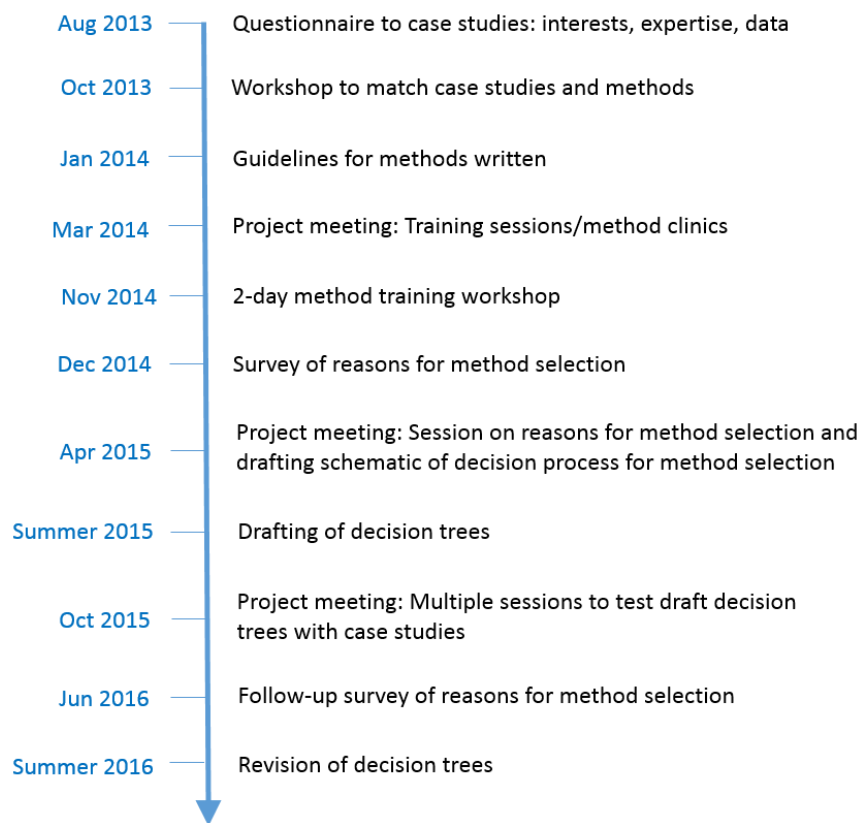 Aug 2013 Questionnaire to case studies: interests, expertise, data
Oct 2013 Workshop to match case studies and methods
Jan 2014 Guidelines for methods written
Mar 2014 Project meeting: Training sessions/method clinics
Nov 2014 2-day method training workshop
Dec 2014 Survey of reasons for method selection
Apr 2015 Project meeting: Session on reasons for method selection and
drafting schematic of decision process for method selection
Summer 2015 Drafting of decision trees
Oct 2015 Project meeting: Multiple sessions to test draft decision
trees with case studies
Jun 2016 Follow-up survey of reasons for method selection
Summer 2016 Revision of decision trees